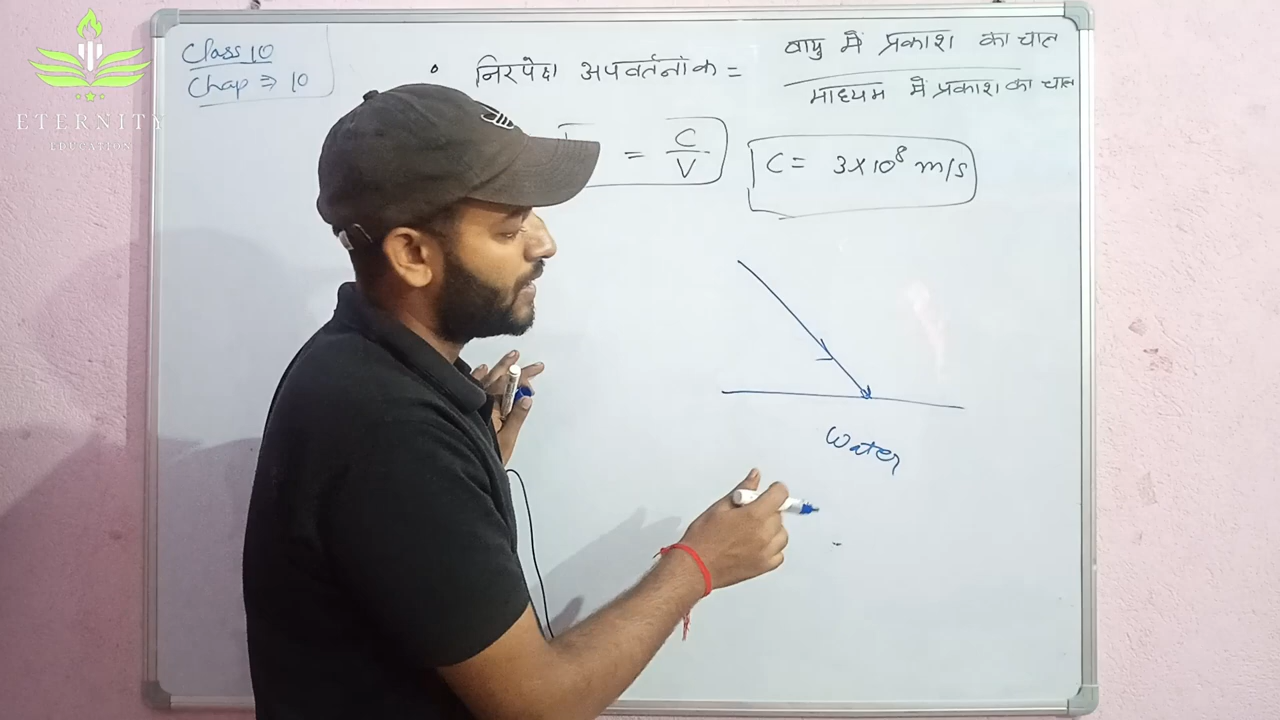 Class 10
Chap ⇒ 10
ETERNITY
EDUCATION
• निरपेक्ष अपवर्तनांक = वायु में प्रकाश का चाल
माध्यम में प्रकाश का चाल
= C
V
C = 3×10⁸ m/s
Water